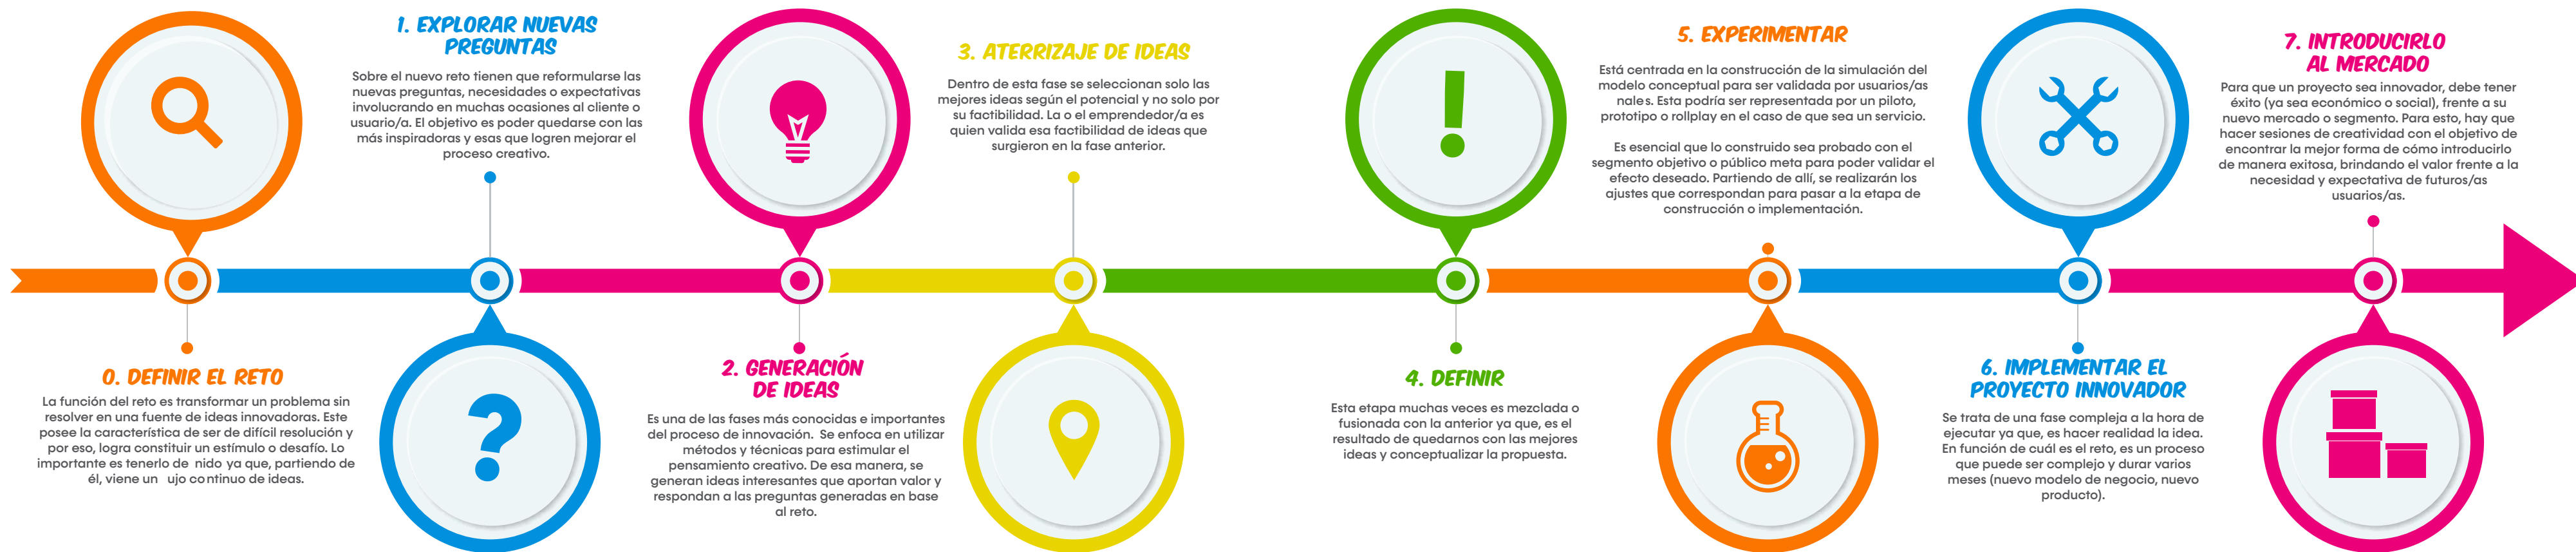 0. DEFINIR EL RETO
La función del reto es transformar un problema sin
resolver en una fuente de ideas innovadoras. Este
posee la característica de ser de difícil resolución y
por eso, logra constituir un estímulo o desafío. Lo
importante es tenerlo de nido ya que, partiendo de
él, viene un ujo continuo de ideas.
1. EXPLORAR NUEVAS
PREGUNTAS
Sobre el nuevo reto tienen que reformularse las
nuevas preguntas, necesidades o expectativas
involucrando en muchas ocasiones al cliente o
usuario/a. El objetivo es poder quedarse con las
más inspiradoras y esas que logren mejorar el
proceso creativo.
2. GENERACIÓN
DE IDEAS
Es una de las fases más conocidas e importantes
del proceso de innovación. Se enfoca en utilizar
métodos y técnicas para estimular el
pensamiento creativo. De esa manera, se
generan ideas interesantes que aportan valor y
respondan a las preguntas generadas en base
al reto.
3. ATERRIZAJE DE IDEAS
Dentro de esta fase se seleccionan solo las
mejores ideas según el potencial y no solo por
su factibilidad. La o el emprendedor/a es
quien valida esa factibilidad de ideas que
surgieron en la fase anterior.
4. DEFINIR
Esta etapa muchas veces es mezclada o
fusionada con la anterior ya que, es el
resultado de quedarnos con las mejores
ideas y conceptualizar la propuesta.
5. EXPERIMENTAR
Está centrada en la construcción de la simulación del
modelo conceptual para ser validada por usuarios/as
nales. Esta podría ser representada por un piloto,
prototipo o rollplay en el caso de que sea un servicio.
Es esencial que lo construido sea probado con el
segmento objetivo o público meta para poder validar el
efecto deseado. Partiendo de allí, se realizarán los
ajustes que correspondan para pasar a la etapa de
construcción o implementación.
6. IMPLEMENTAR EL
PROYECTO INNOVADOR
Se trata de una fase compleja a la hora de
ejecutar ya que, es hacer realidad la idea.
En función de cuál es el reto, es un proceso
que puede ser complejo y durar varios
meses (nuevo modelo de negocio, nuevo
producto).
7. INTRODUCIRLO
AL MERCADO
Para que un proyecto sea innovador, debe tener
éxito (ya sea económico o social), frente a su
nuevo mercado o segmento. Para esto, hay que
hacer sesiones de creatividad con el objetivo de
encontrar la mejor forma de cómo introducirlo
de manera exitosa, brindando el valor frente a la
necesidad y expectativa de futuros/as
usuarios/as.